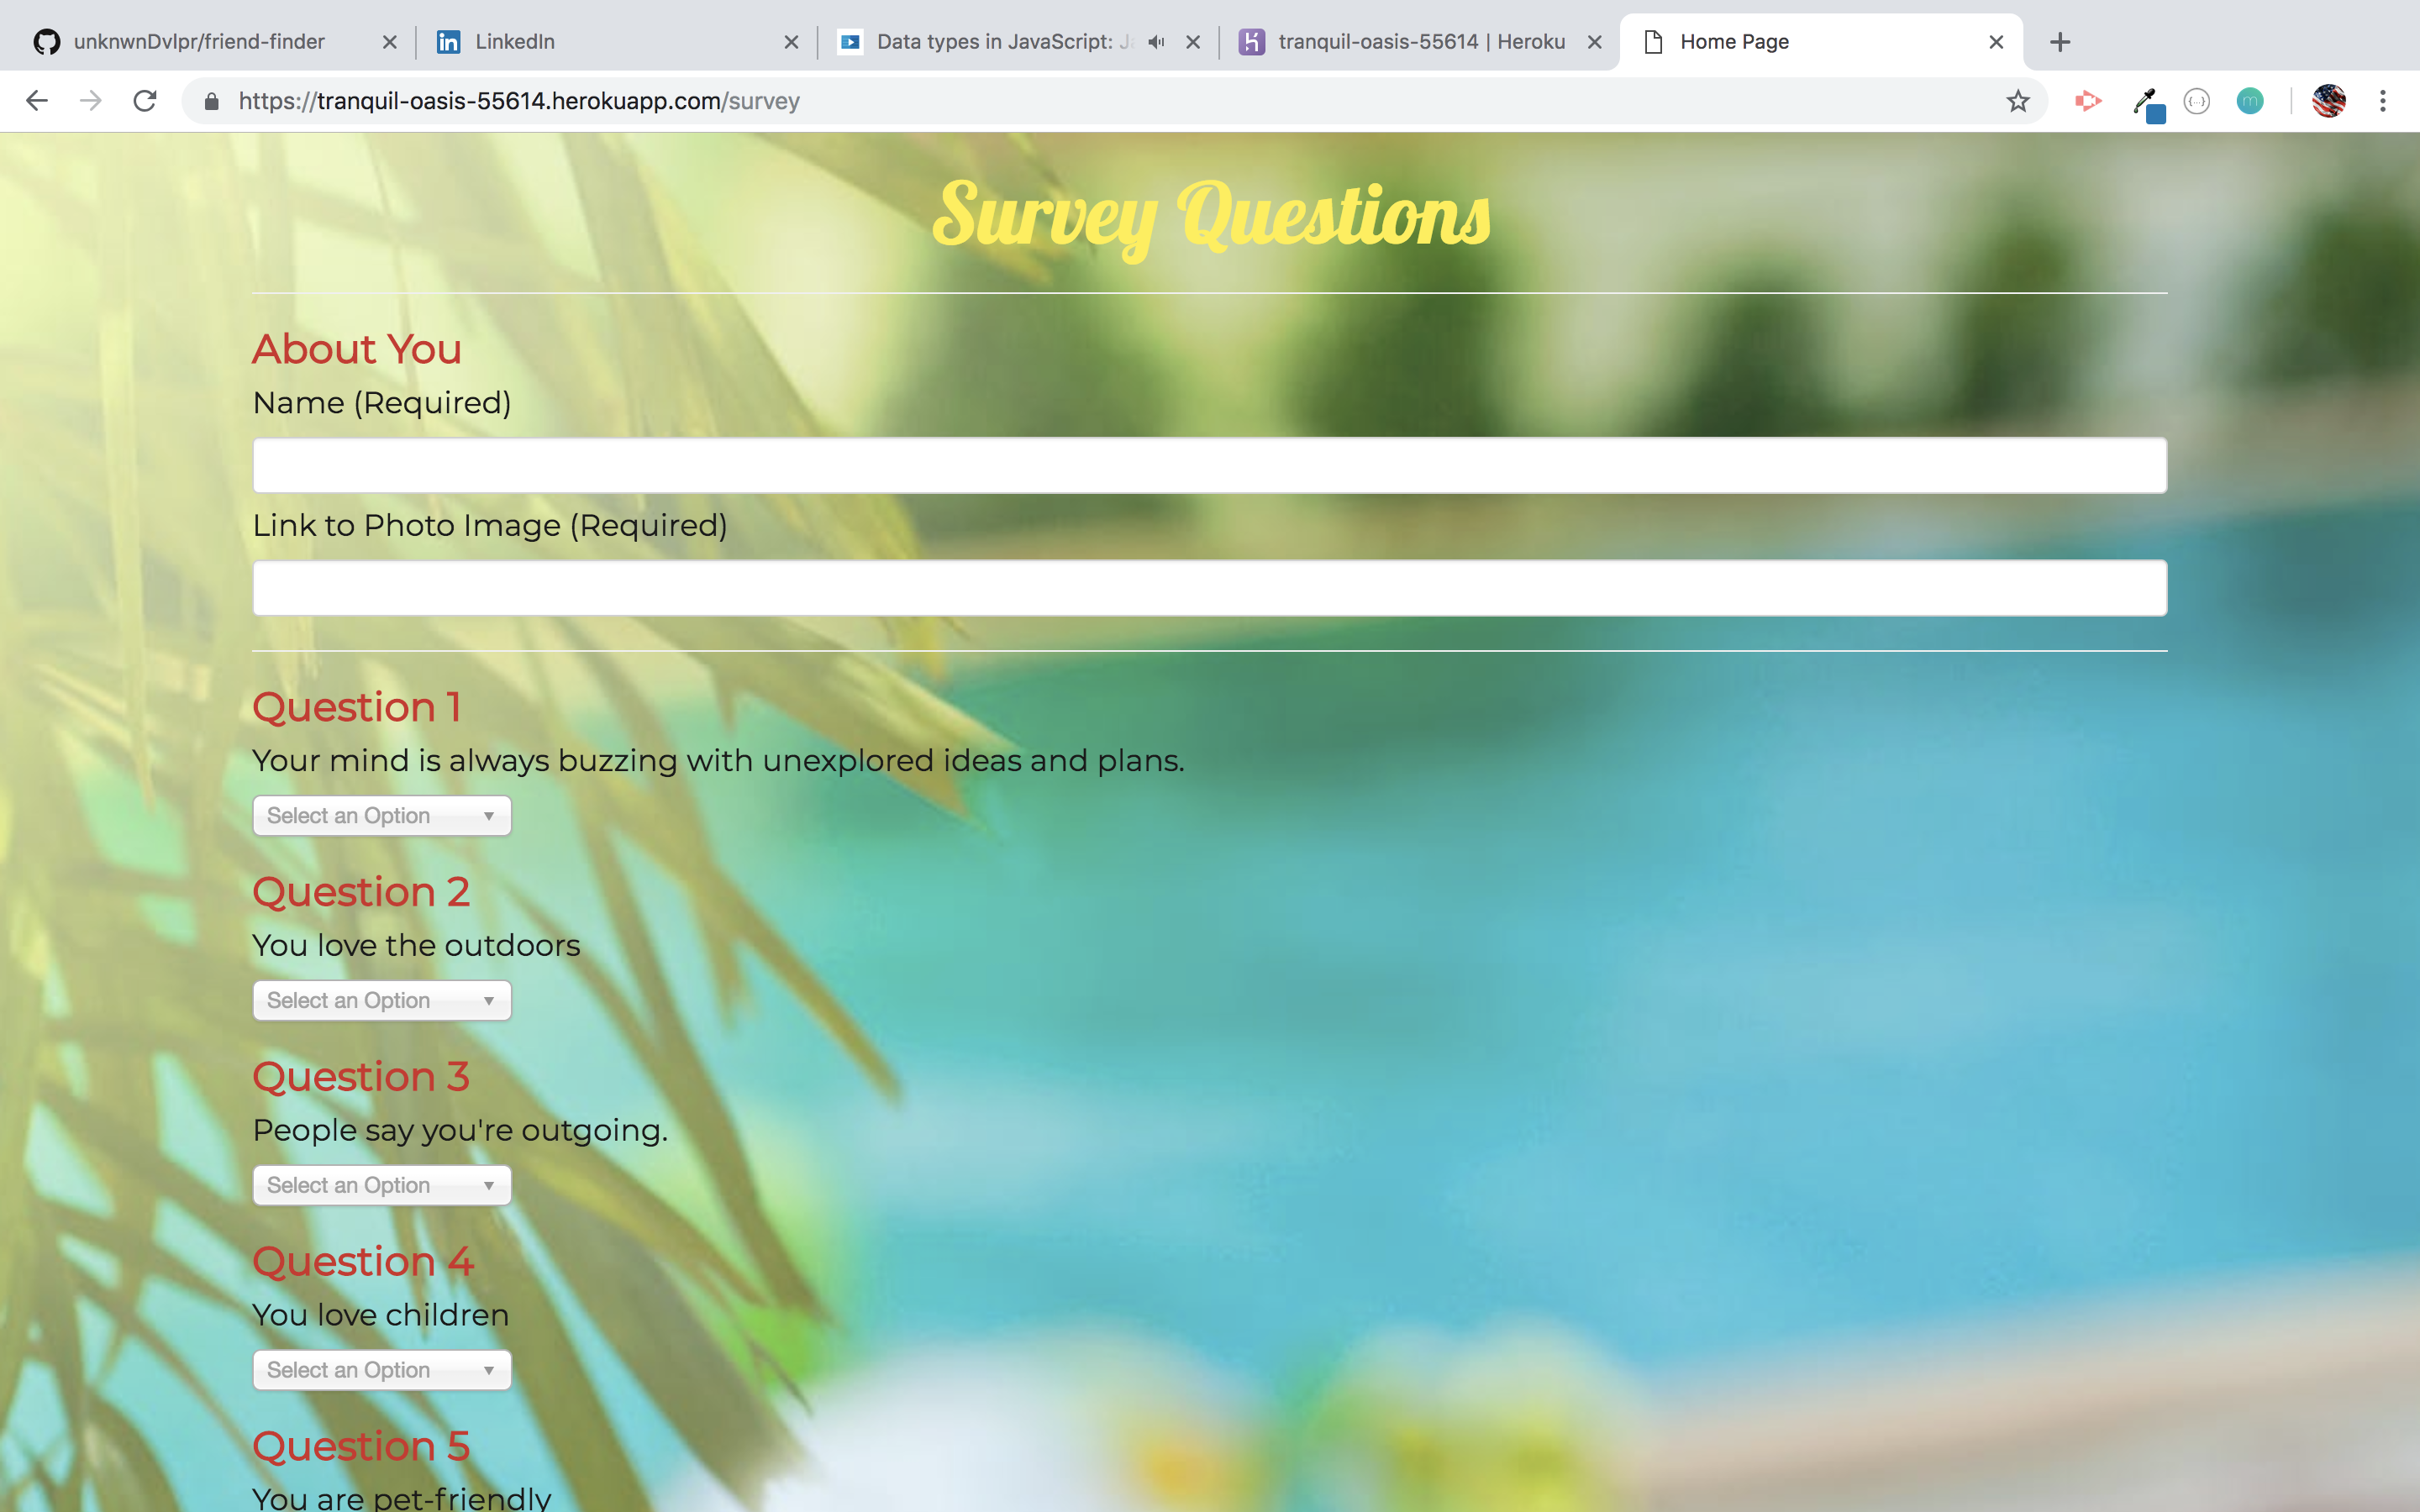 unknwnDvlpr/friend-finder
LinkedIn
Data types in JavaScript:
tranquil-oasis-55614 | Heroku
Home Page
https://tranquil-oasis-55614.herokuapp.com/survey
Survey Questions
About You
Name (Required)
Link to Photo Image (Required)
Question 1
Your mind is always buzzing with unexplored ideas and plans.
Select an Option
Question 2
You love the outdoors
Select an Option
Question 3
People say you're outgoing.
Select an Option
Question 4
You love children
Select an Option
Question 5
You are pet-friendly